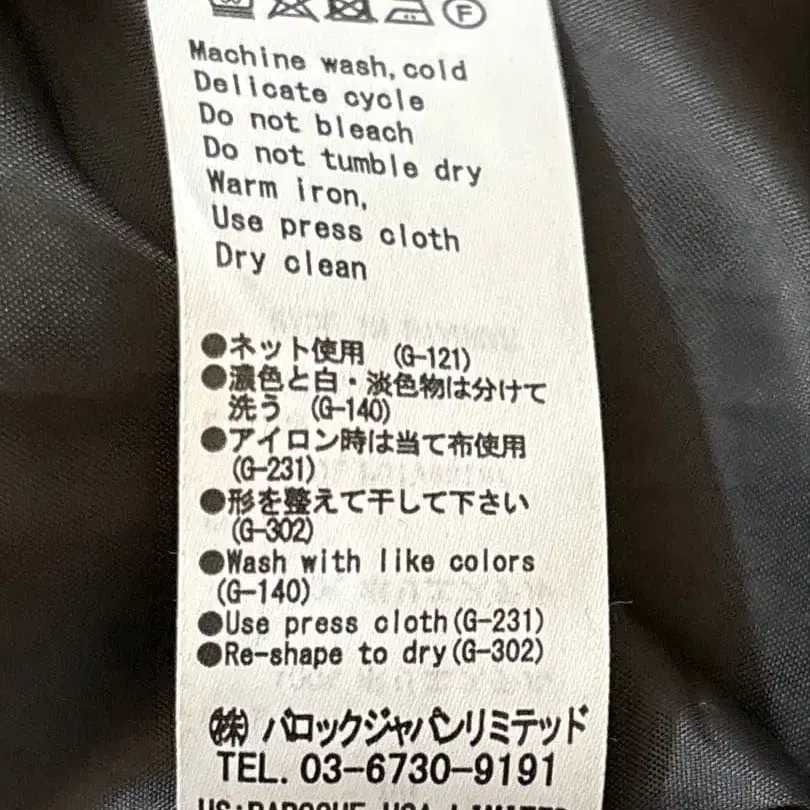 F
Machine wash, cold
Delicate cycle
Do not bleach
Do not tumble dry
Warm iron,
Use press cloth
Dry clean
●ネット使用 (G-121)
●濃色と白・淡色物は分けて
洗う (G-140)
●アイロン時は当て布使用
(G-231)
●形を整えて干して下さい
(G-302)
●Wash with like colors
(G-140)
●Use press cloth(G-231)
●Re-shape to dry(G-302)
㈱ バロックジャパンリミテッド
TEL. 03-6730-9191